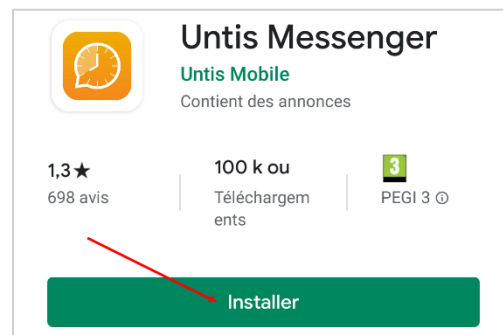 Untis Messenger
Untis Mobile
Contient des annonces
1,3★
698 avis
100 k ou
Téléchargem
ents
3
PEGI 3 ⓘ
Installer